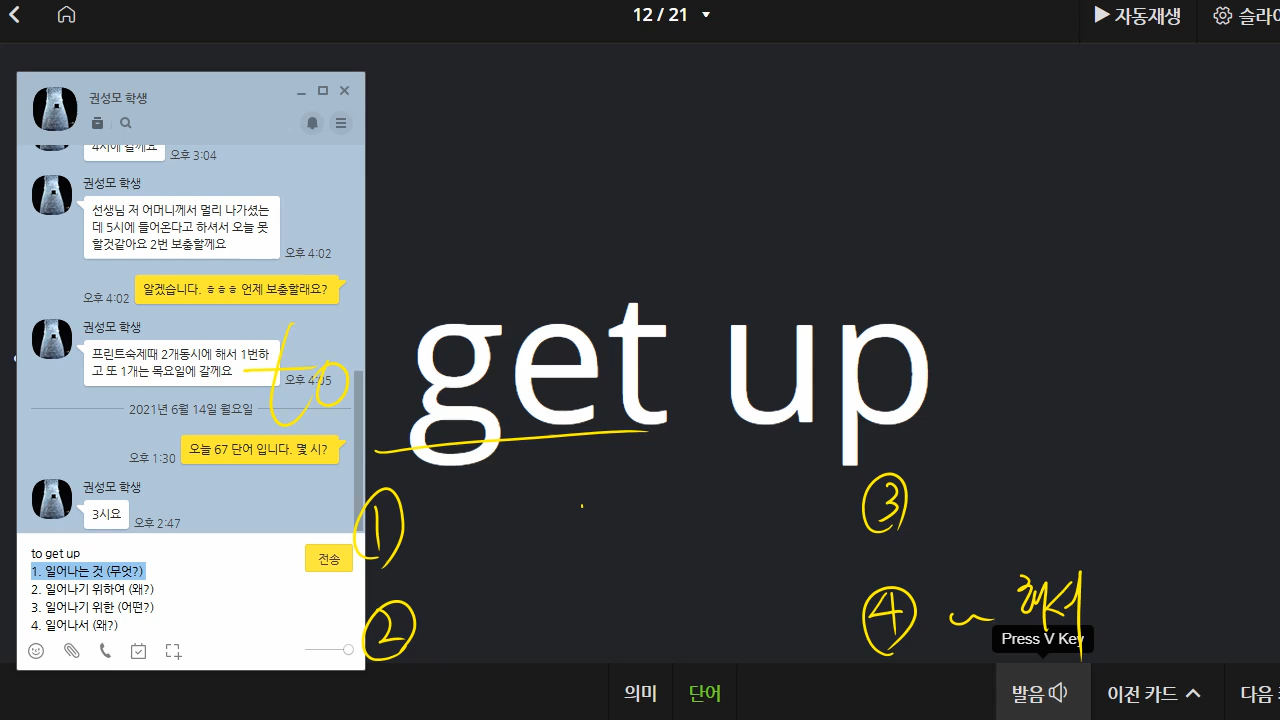 12 / 21
자동재생
권성모 학생
4시에 갈께요
오후 3:04
권성모 학생
선생님 저 어머니께서 멀리 나가셨는
데 5시에 들어온다고 하셔서 오늘 못
할것같아요 2번 보충할께요
오후 4:02
알겠습니다. ㅎㅎㅎ 언제 보충할래요?
오후 4:02
권성모 학생
프린트숙제때 2개동시에 해서 1번하
고 또 1개는 목요일에 갈께요
오후 4:05
2021년 6월 14일 월요일
오늘 67 단어 입니다. 몇 시?
오후 1:30
권성모 학생
3시요
오후 2:47
to get up
1. 일어나는 것 (무엇?)
2. 일어나기 위하여 (왜?)
3. 일어나기 위한 (어떤?)
4. 일어나서 (왜?)
전송
to
get up
①
②
③
④ ~
Press V Key
의미
단어
발음
이전 카드
다음